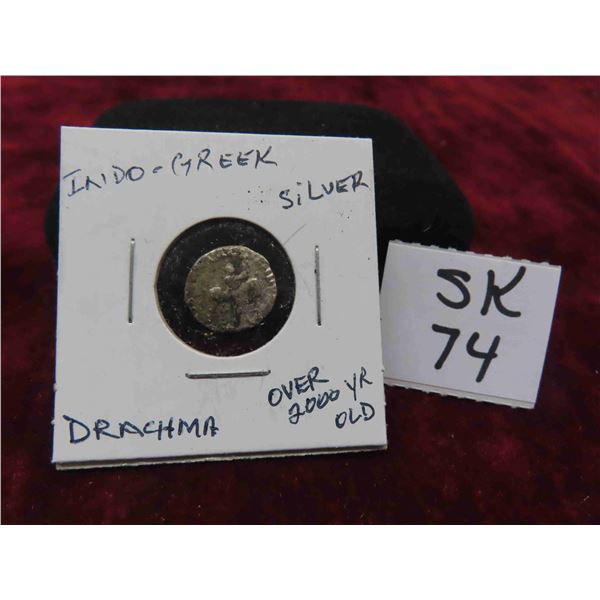 INDO-GREEK
SiLVER
DRACHMA
OVER
2000 YR
OLD
SK
74